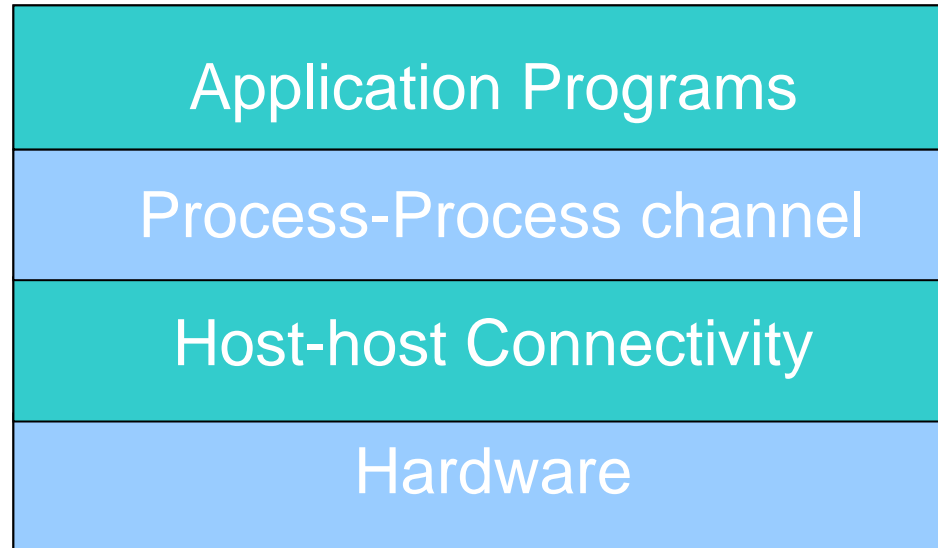 Application Programs
Process-Process channel
Host-host Connectivity
Hardware